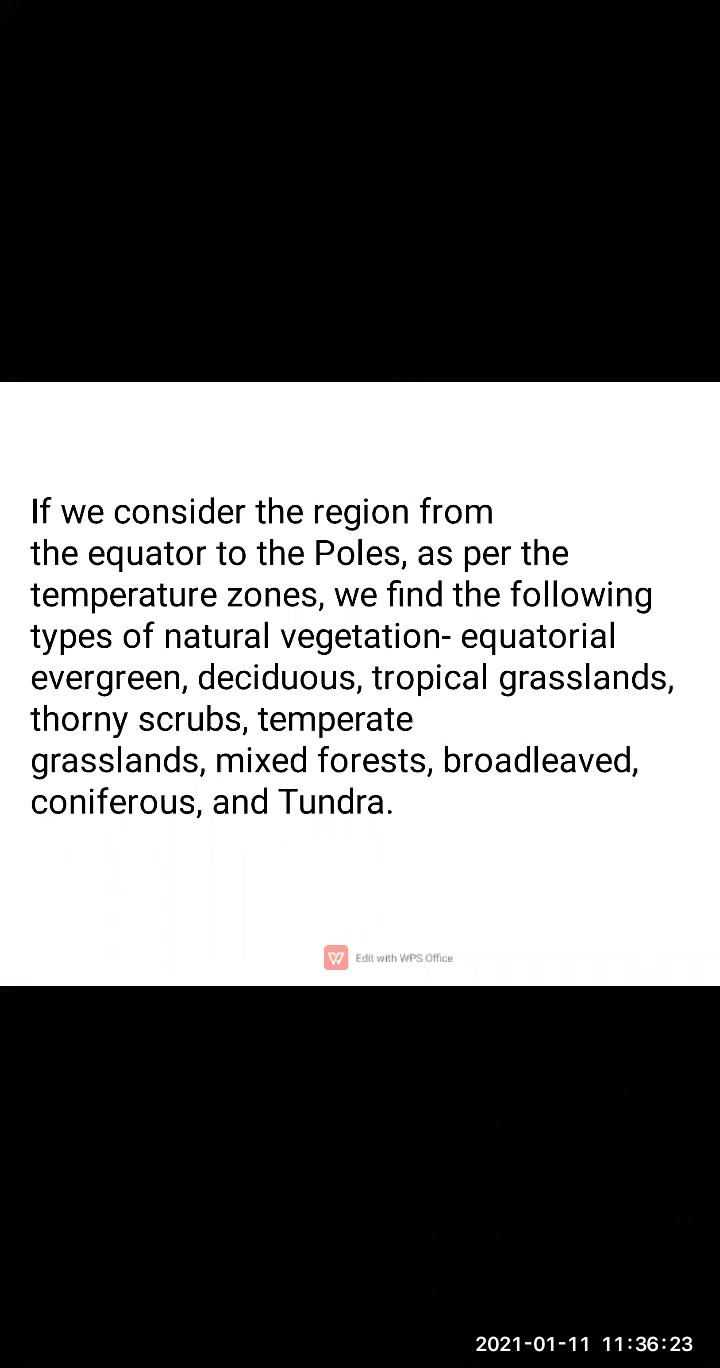 If we consider the region from
the equator to the Poles, as per the
temperature zones, we find the following
types of natural vegetation- equatorial
evergreen, deciduous, tropical grasslands,
thorny scrubs, temperate
grasslands, mixed forests, broadleaved,
coniferous, and Tundra.
Edit with WPS Office
2021-01-11 11:36:23